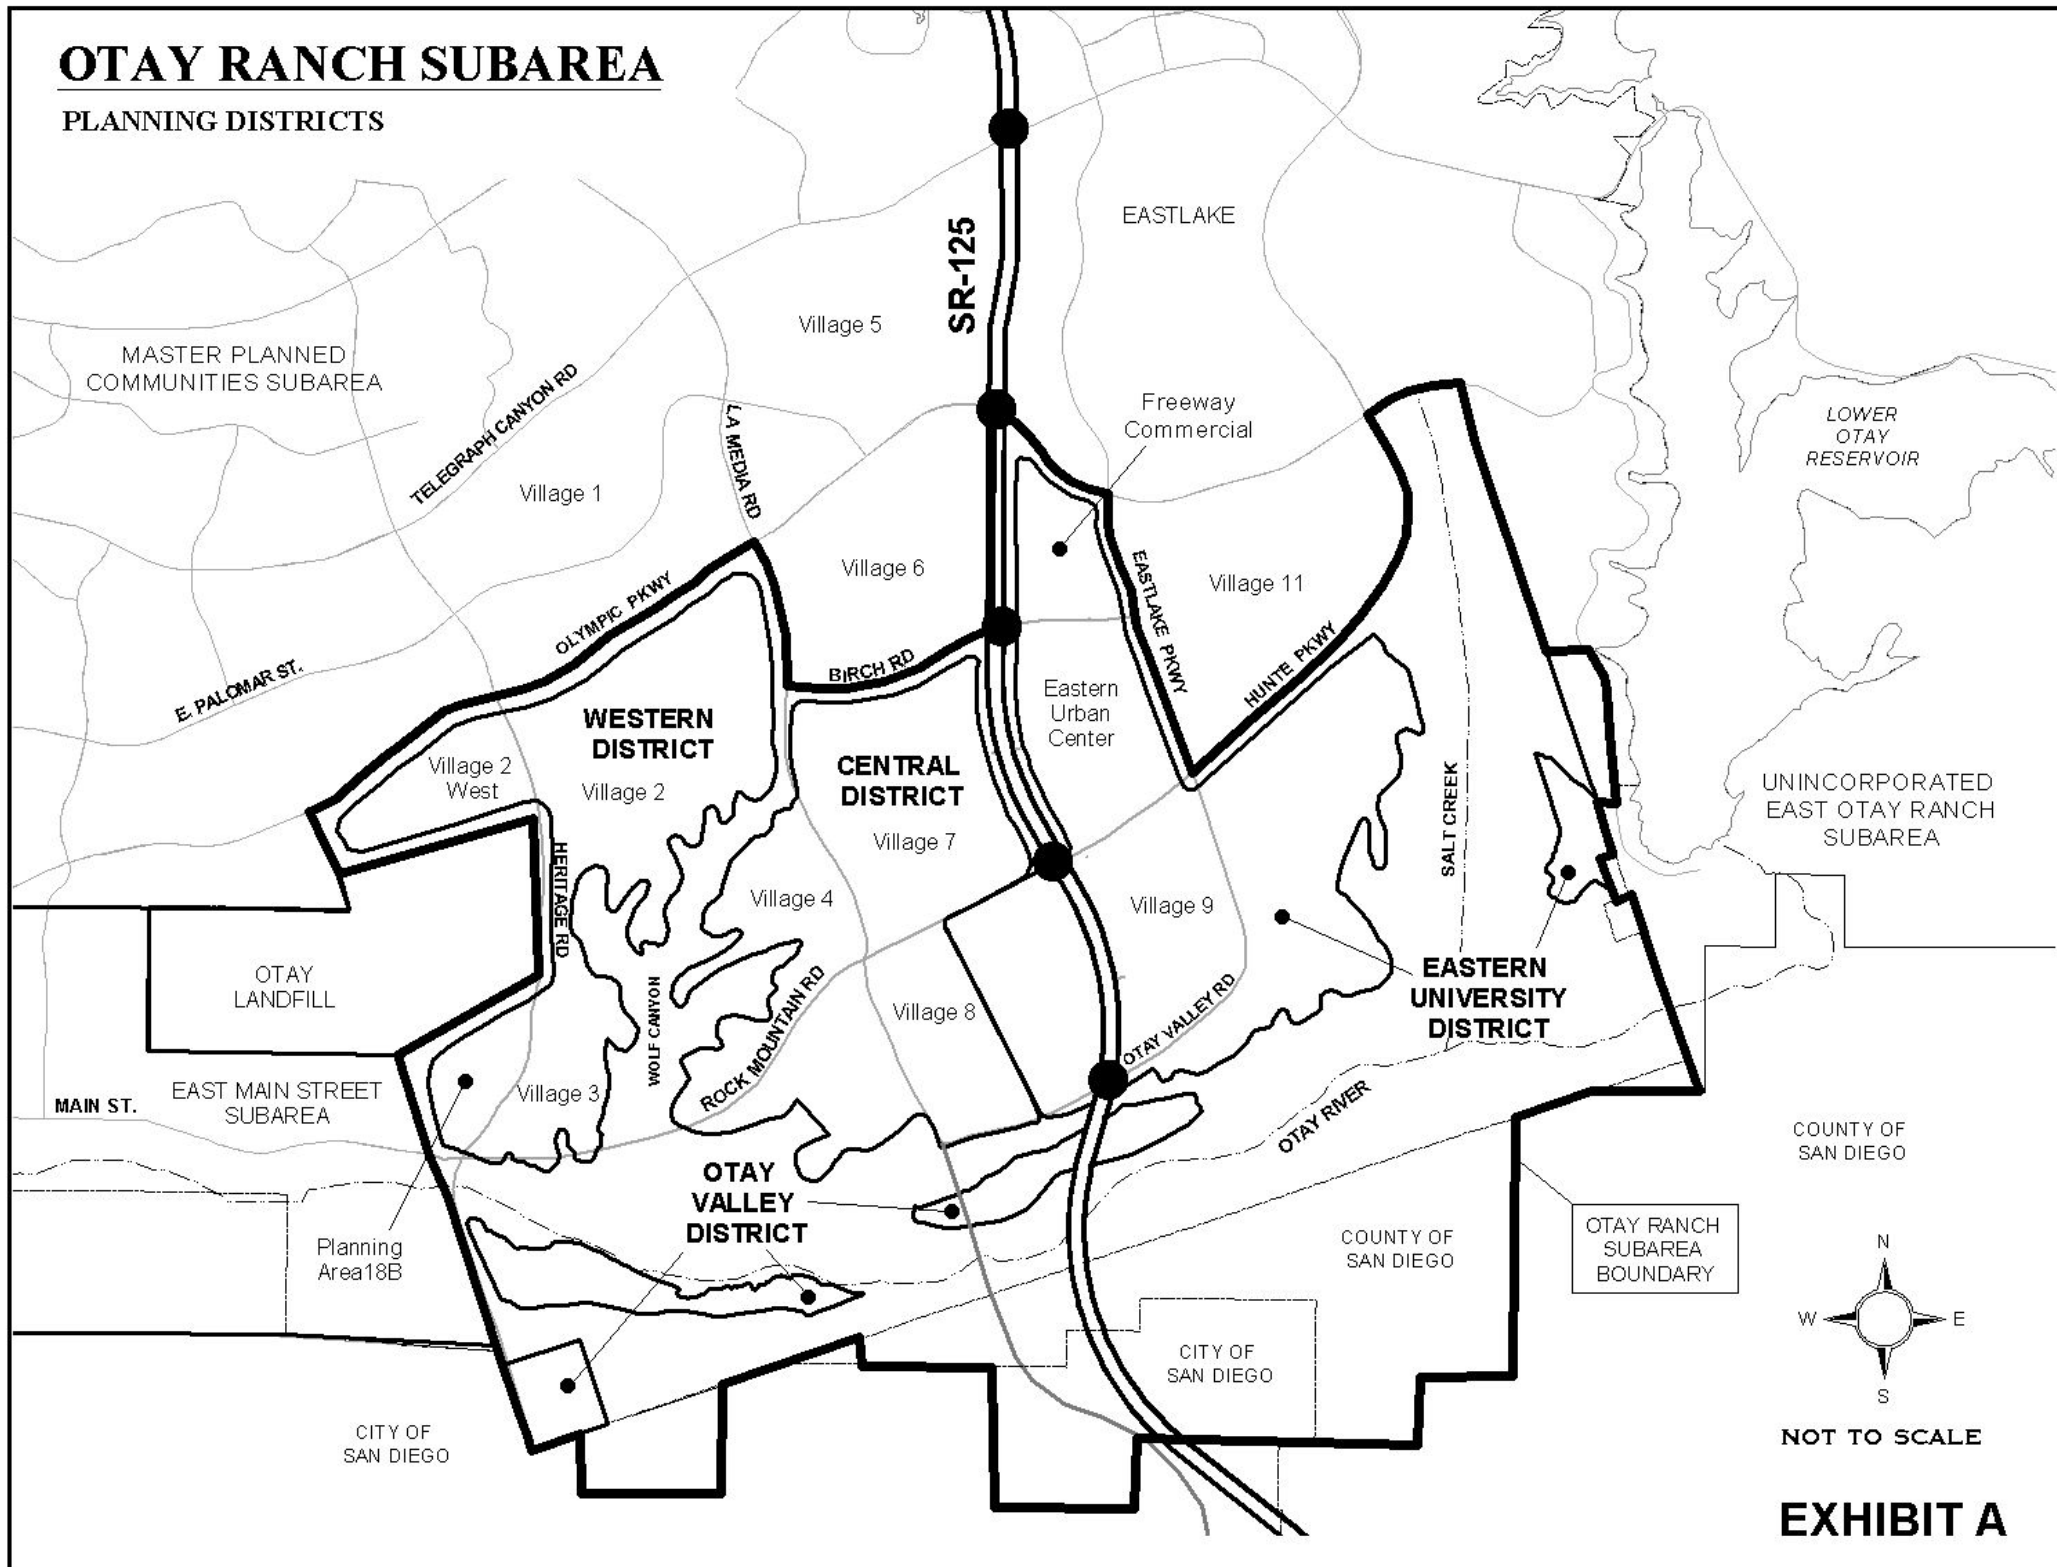 OTAY RANCH SUBAREA
PLANNING DISTRICTS
EASTLAKE
SR-125
Village 5
MASTER PLANNED
COMMUNITIES SUBAREA
TELEGRAPH CANYON RD
LA MEDIA RD
Freeway
Commercial
LOWER
OTAY
RESERVOIR
Village 1
Village 6
Village 11
OLYMPIC PKWY
EASTLAKE PKWY
HUNTE PKWY
BIRCH RD
E. PALOMAR ST.
Eastern
Urban
Center
WESTERN
DISTRICT
Village 2
West
Village 2
CENTRAL
DISTRICT
Village 7
SALT CREEK
UNINCORPORATED
EAST OTAY RANCH
SUBAREA
HERITAGE RD
Village 4
Village 9
OTAY
LANDFILL
WOLF CANYON
ROCK MOUNTAIN RD
Village 8
OTAY VALLEY RD
EASTERN
UNIVERSITY
DISTRICT
EAST MAIN STREET
SUBAREA
MAIN ST.
Village 3
OTAY RIVER
COUNTY OF
SAN DIEGO
OTAY
VALLEY
DISTRICT
Planning
Area18B
COUNTY OF
SAN DIEGO
OTAY RANCH
SUBAREA
BOUNDARY
N
W
E
S
CITY OF
SAN DIEGO
CITY OF
SAN DIEGO
NOT TO SCALE
EXHIBIT A